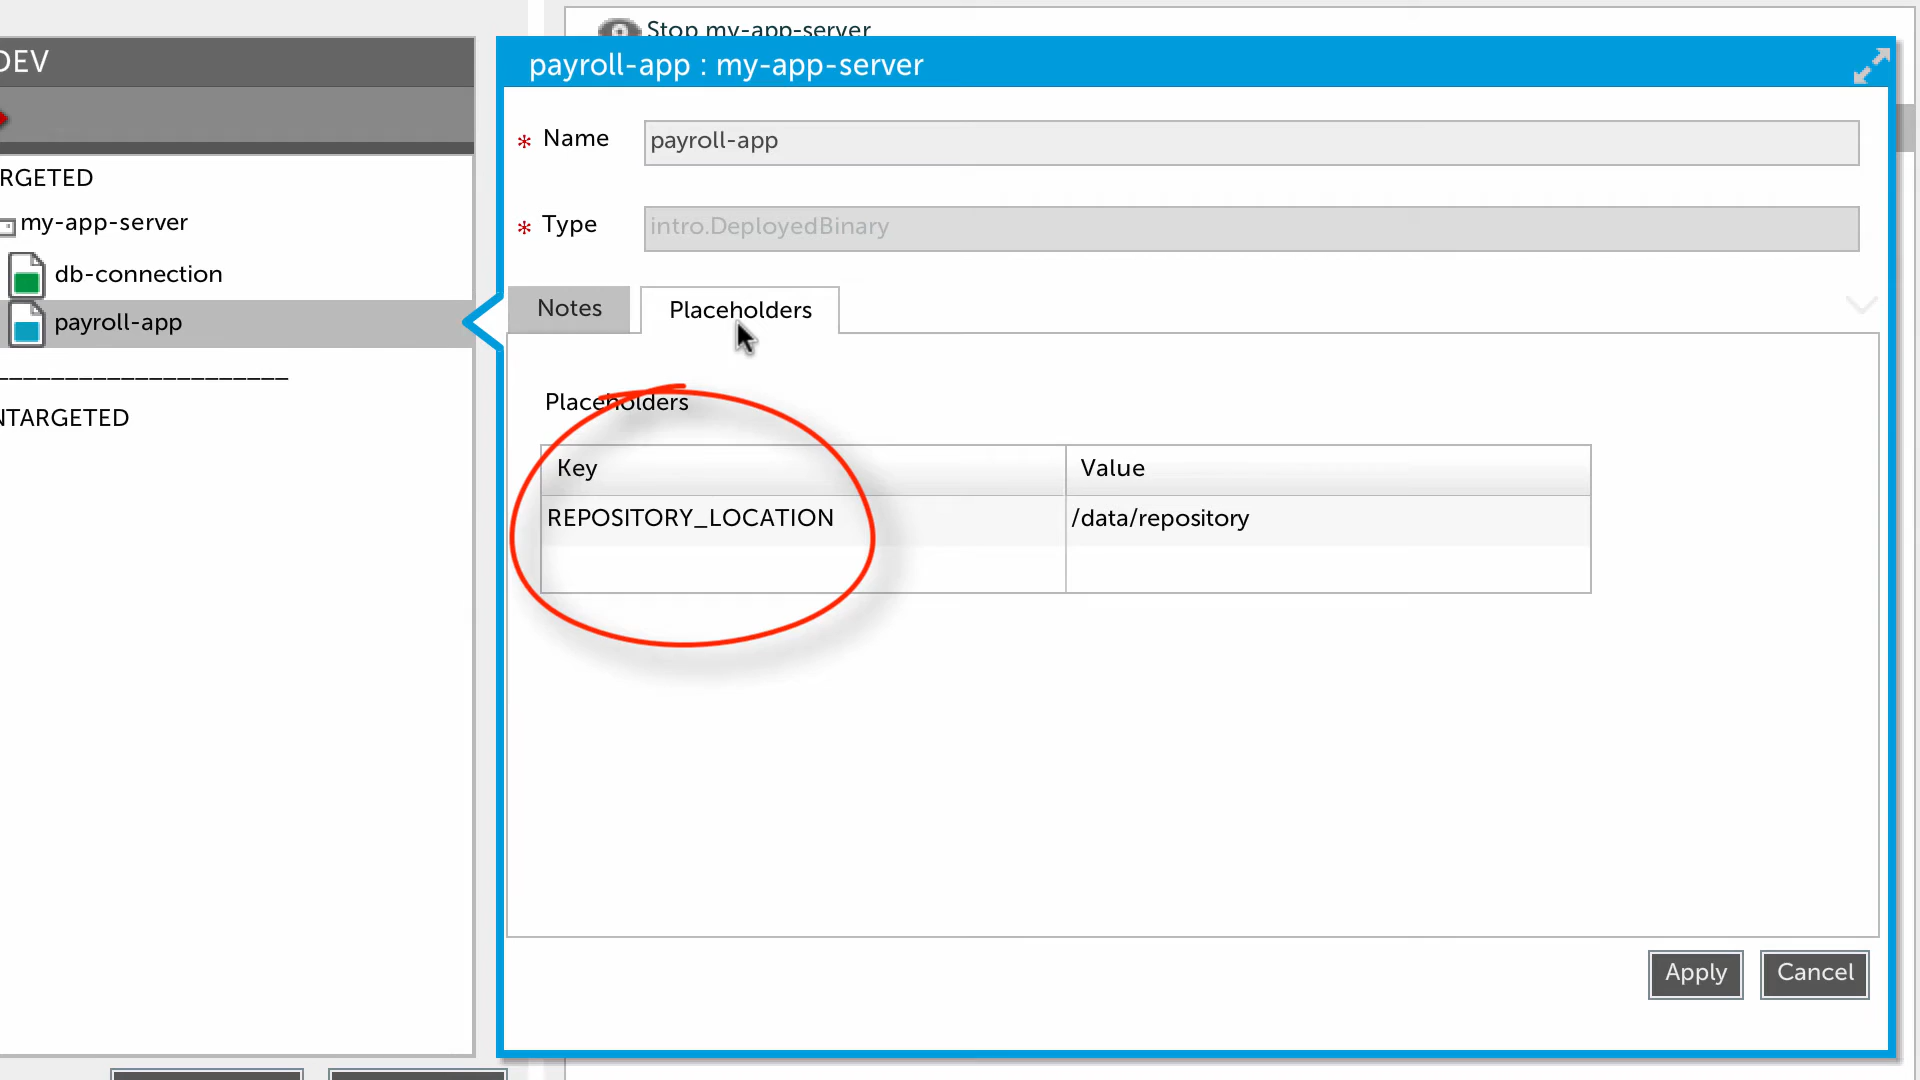 Stop my-app-server
DEV
payroll-app : my-app-server
* Name
payroll-app
* Type
intro.DeployedBinary
RGETED
my-app-server
db-connection
payroll-app
NTARGETED
Notes
Placeholders
Placeholders
Key
Value
REPOSITORY_LOCATION
/data/repository
Apply
Cancel